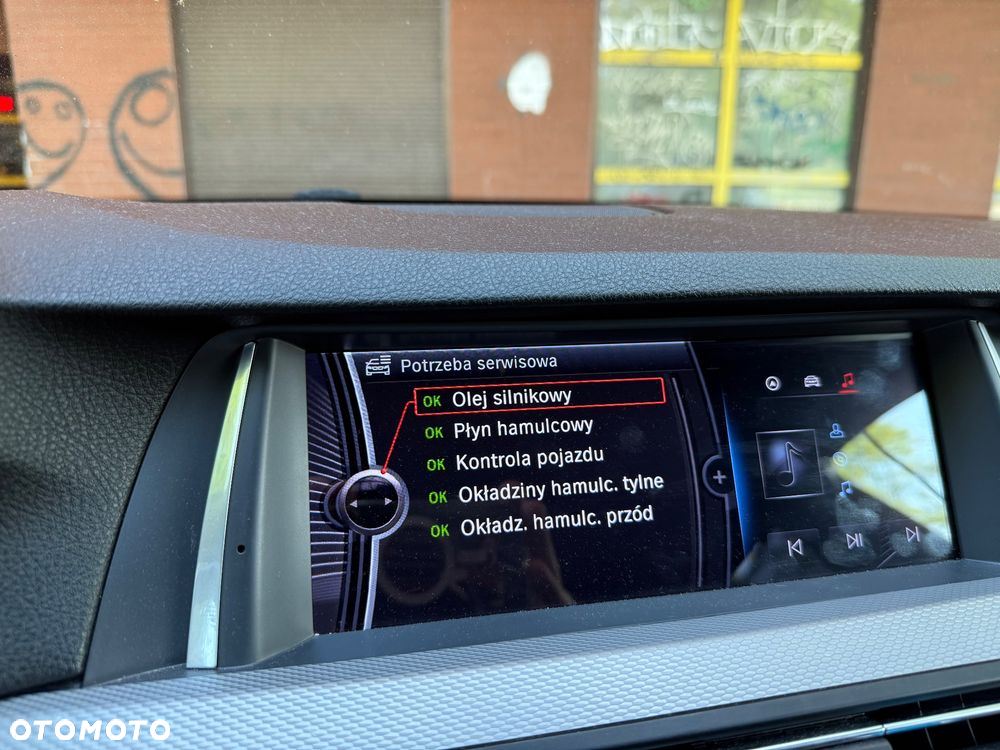 Potrzeba serwisowa
OK Olej silnikowy
OK Płyn hamulcowy
OK Kontrola pojazdu
OK Okładziny hamulc. tylne
OK Okładz. hamulc. przód
OTOMOTO